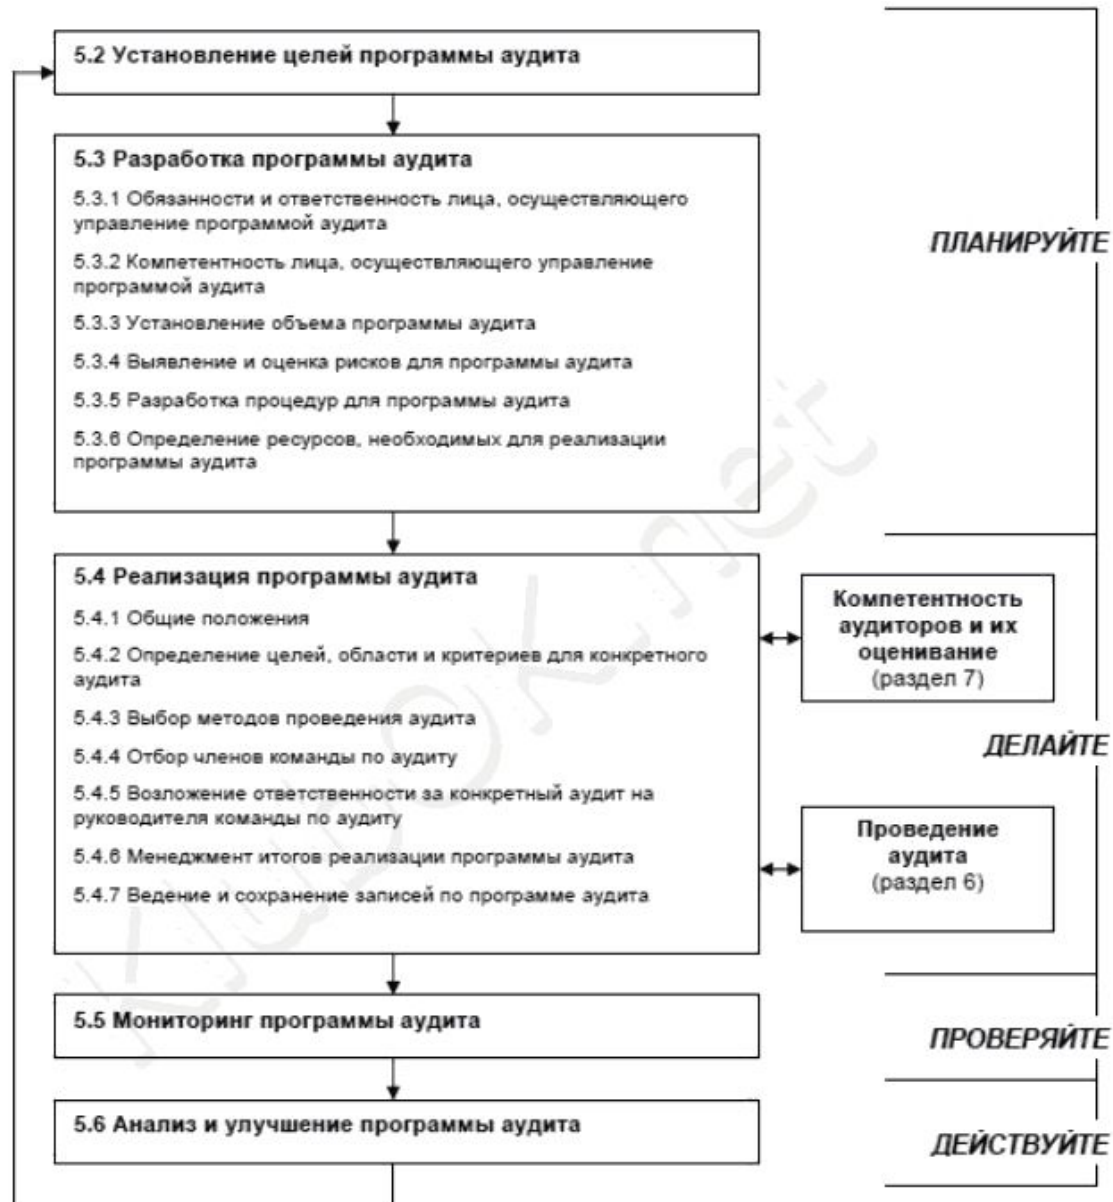 5.2 Установление целей программы аудита
5.3 Разработка программы аудита
5.3.1 Обязанности и ответственность лица, осуществляющего
управление программой аудита
5.3.2 Компетентность лица, осуществляющего управление
программой аудита
5.3.3 Установление объема программы аудита
5.3.4 Выявление и оценка рисков для программы аудита
5.3.5 Разработка процедур для программы аудита
5.3.6 Определение ресурсов, необходимых для реализации
программы аудита
ПЛАНИРУЙТЕ
5.4 Реализация программы аудита
5.4.1 Общие положения
5.4.2 Определение целей, области и критериев для конкретного
аудита
5.4.3 Выбор методов проведения аудита
5.4.4 Отбор членов команды по аудиту
5.4.5 Возложение ответственности за конкретный аудит на
руководителя команды по аудиту
5.4.6 Менеджмент итогов реализации программы аудита
5.4.7 Ведение и сохранение записей по программе аудита
Компетентность
аудиторов и их
оценивание
(раздел 7)
ДЕЛАЙТЕ
Проведение
аудита
(раздел 6)
5.5 Мониторинг программы аудита
ПРОВЕРЯЙТЕ
5.6 Анализ и улучшение программы аудита
ДЕЙСТВУЙТЕ
KlubOK.net